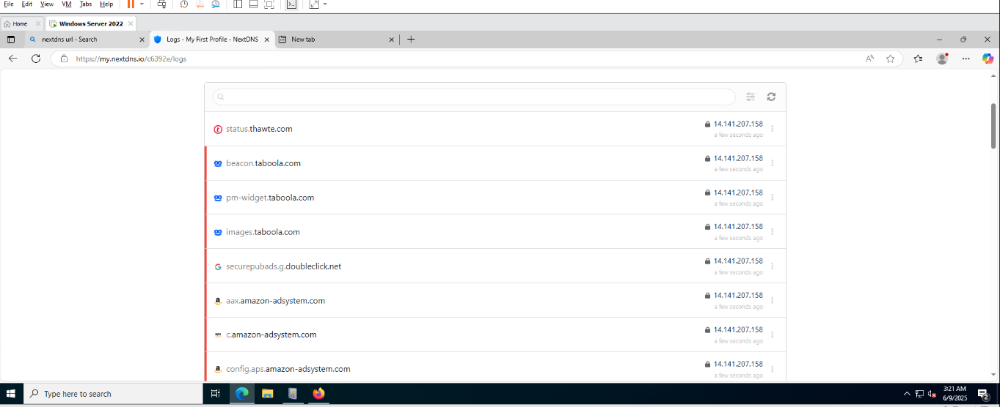 File Edit View VM Tabs Help
Home Windows Server 2022
nextdns url - Search Logs - My First Profile - NextDNS New tab
https://my.nextdns.io/c6392e/logs
status.thawte.com 14.141.207.158
a few seconds ago
beacon.taboola.com 14.141.207.158
a few seconds ago
pm-widget.taboola.com 14.141.207.158
a few seconds ago
images.taboola.com 14.141.207.158
a few seconds ago
securepubads.g.doubleclick.net 14.141.207.158
a few seconds ago
aax.amazon-adsystem.com 14.141.207.158
a few seconds ago
c.amazon-adsystem.com 14.141.207.158
a few seconds ago
config.aps.amazon-adsystem.com 14.141.207.158
a few seconds ago
Type here to search
3:21 AM
6/9/2025
2